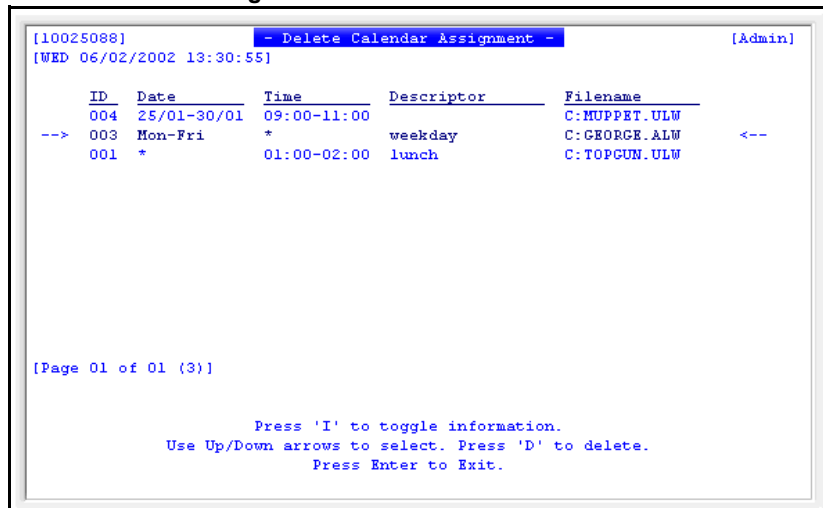 [10025088] - Delete Calendar Assignment - [Admin]
[WED 06/02/2002 13:30:55]
ID Date Time Descriptor Filename
004 25/01-30/01 09:00-11:00 C:MUPPET.ULW
--> 003 Mon-Fri * weekday C:GEORGE.ALW <--
001 * 01:00-02:00 lunch C:TOPGUN.ULW
[Page 01 of 01 (3)]
Press 'I' to toggle information.
Use Up/Down arrows to select. Press 'D' to delete.
Press Enter to Exit.